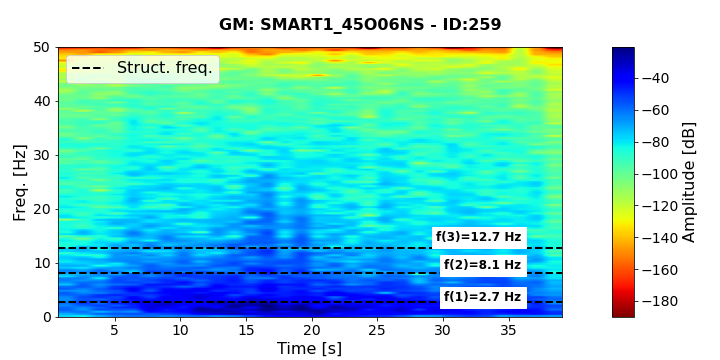 GM: SMART1_45O06NS - ID:259
Struct. freq.
Freq. [Hz]
50
40
30
20
10
0
f(3)=12.7 Hz
f(2)=8.1 Hz
f(1)=2.7 Hz
5 10 15 20 25 30 35
Time [s]
−40
−60
−80
−100
−120
−140
−160
−180
Amplitude [dB]